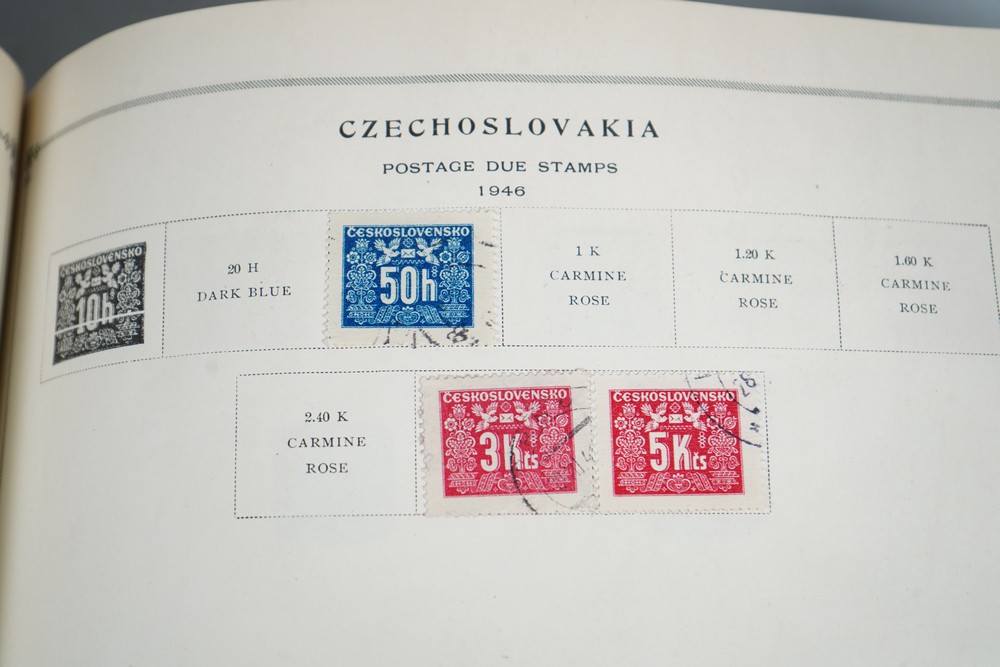 CZECHOSLOVAKIA
POSTAGE DUE STAMPS
1946
ČESKOSLOVENSKO
10h
20 H
DARK BLUE
ČESKOSLOVENSKO
50h
1 K
CARMINE
ROSE
1.20 K
CARMINE
ROSE
1.60 K
CARMINE
ROSE
2.40 K
CARMINE
ROSE
ČESKOSLOVENSKO
3 Kčs
ČESKOSLOVENSKO
5 Kčs